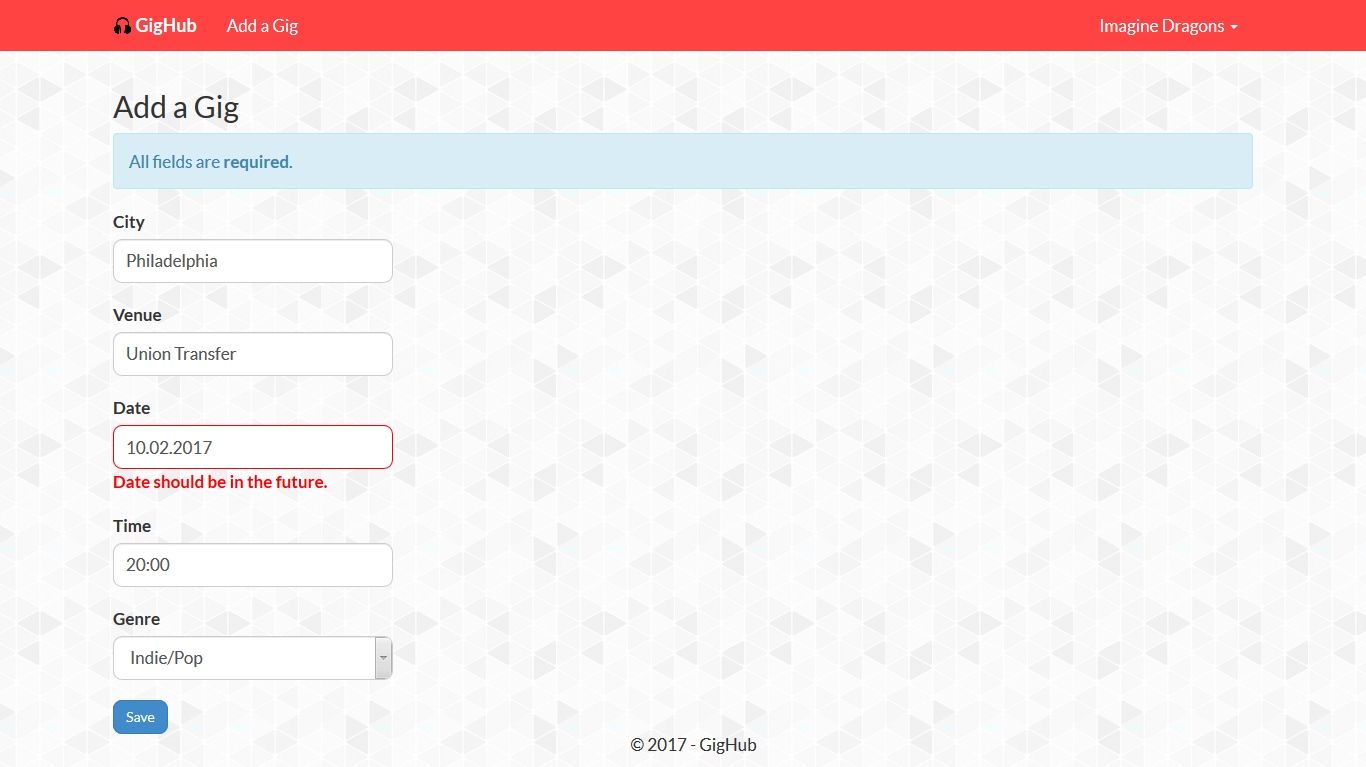 GigHub Add a Gig Imagine Dragons
Add a Gig
All fields are required.
City
Philadelphia
Venue
Union Transfer
Date
10.02.2017
Date should be in the future.
Time
20:00
Genre
Indie/Pop
Save
© 2017 - GigHub